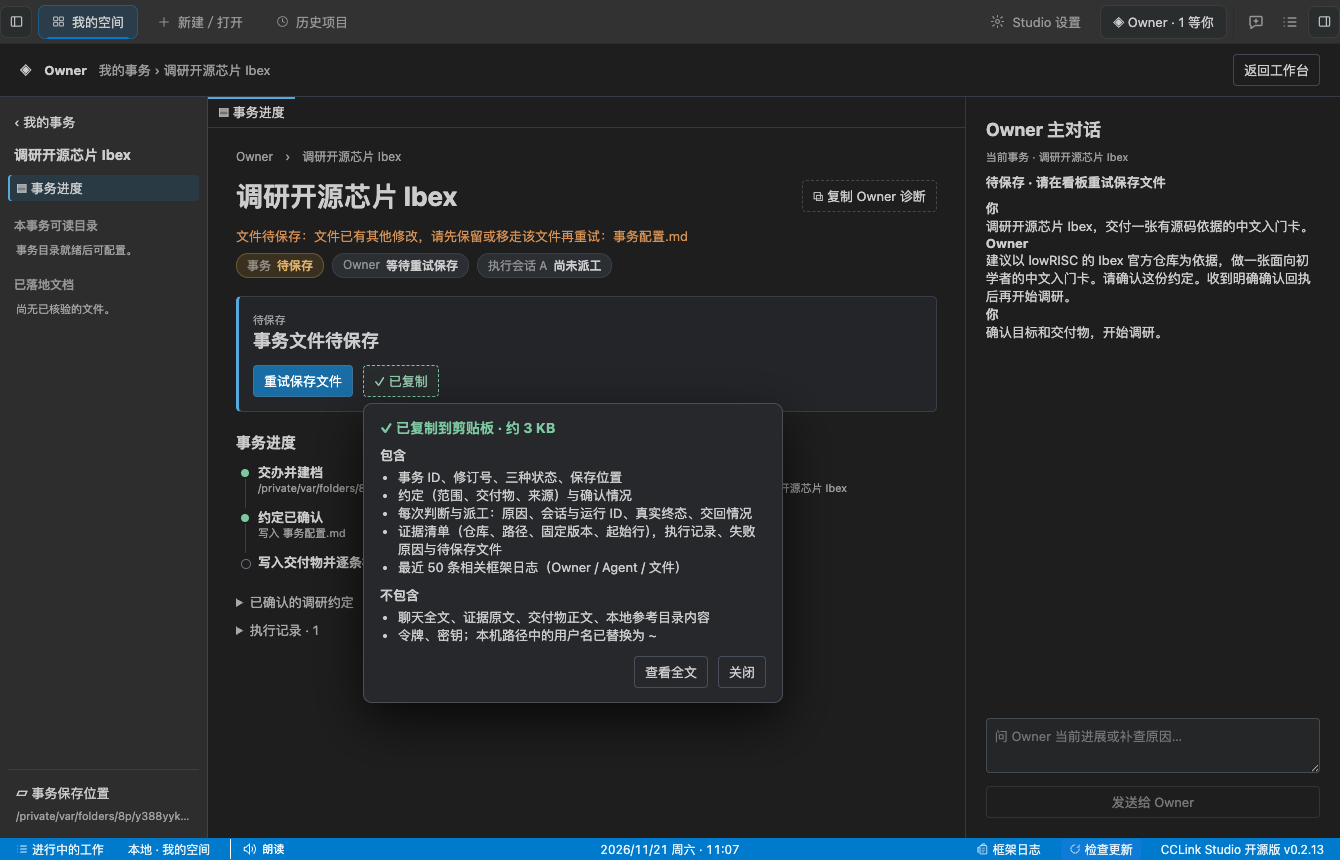 我的空间
新建 / 打开
历史项目
Studio 设置
Owner · 1 等你
Owner 我的事务 › 调研开源芯片 Ibex
返回工作台
‹ 我的事务
调研开源芯片 Ibex
事务进度
本事务可读目录
事务目录就绪后可配置。
已落地文档
尚无已核验的文件。
事务保存位置
/private/var/folders/8p/y388yyk...
事务进度
Owner › 调研开源芯片 Ibex
调研开源芯片 Ibex
复制 Owner 诊断
文件待保存：文件已有其他修改，请先保留或移走该文件再重试：事务配置.md
事务 待保存
Owner 等待重试保存
执行会话 A 尚未派工
待保存
事务文件待保存
重试保存文件
✓ 已复制
事务进度
交办并建档
/private/var/folders/8
开源芯片 Ibex
约定已确认
写入 事务配置.md
写入交付物并逐条
已确认的调研约定
执行记录 · 1
✓ 已复制到剪贴板 · 约 3 KB
包含
• 事务 ID、修订号、三种状态、保存位置
• 约定（范围、交付物、来源）与确认情况
• 每次判断与派工：原因、会话与运行 ID、真实终态、交回情况
• 证据清单（仓库、路径、固定版本、起始行），执行记录、失败
原因与待保存文件
• 最近 50 条相关框架日志（Owner / Agent / 文件）
不包含
• 聊天全文、证据原文、交付物正文、本地参考目录内容
• 令牌、密钥；本机路径中的用户名已替换为 ~
查看全文
关闭
Owner 主对话
当前事务 · 调研开源芯片 Ibex
待保存 · 请在看板重试保存文件
你
调研开源芯片 Ibex，交付一张有源码依据的中文入门卡。
Owner
建议以 lowRISC 的 Ibex 官方仓库为依据，做一张面向初
学者的中文入门卡。请确认这份约定。收到明确确认回执
后再开始调研。
你
确认目标和交付物，开始调研。
问 Owner 当前进展或补查原因...
发送给 Owner
进行中的工作
本地 · 我的空间
朗读
2026/11/21 周六 · 11:07
框架日志
检查更新
CCLink Studio 开源版 v0.2.13